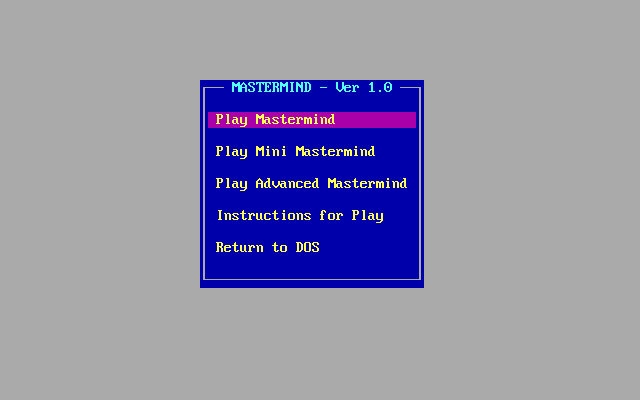 MASTERMIND - Ver 1.0
Play Mastermind
Play Mini Mastermind
Play Advanced Mastermind
Instructions for Play
Return to DOS